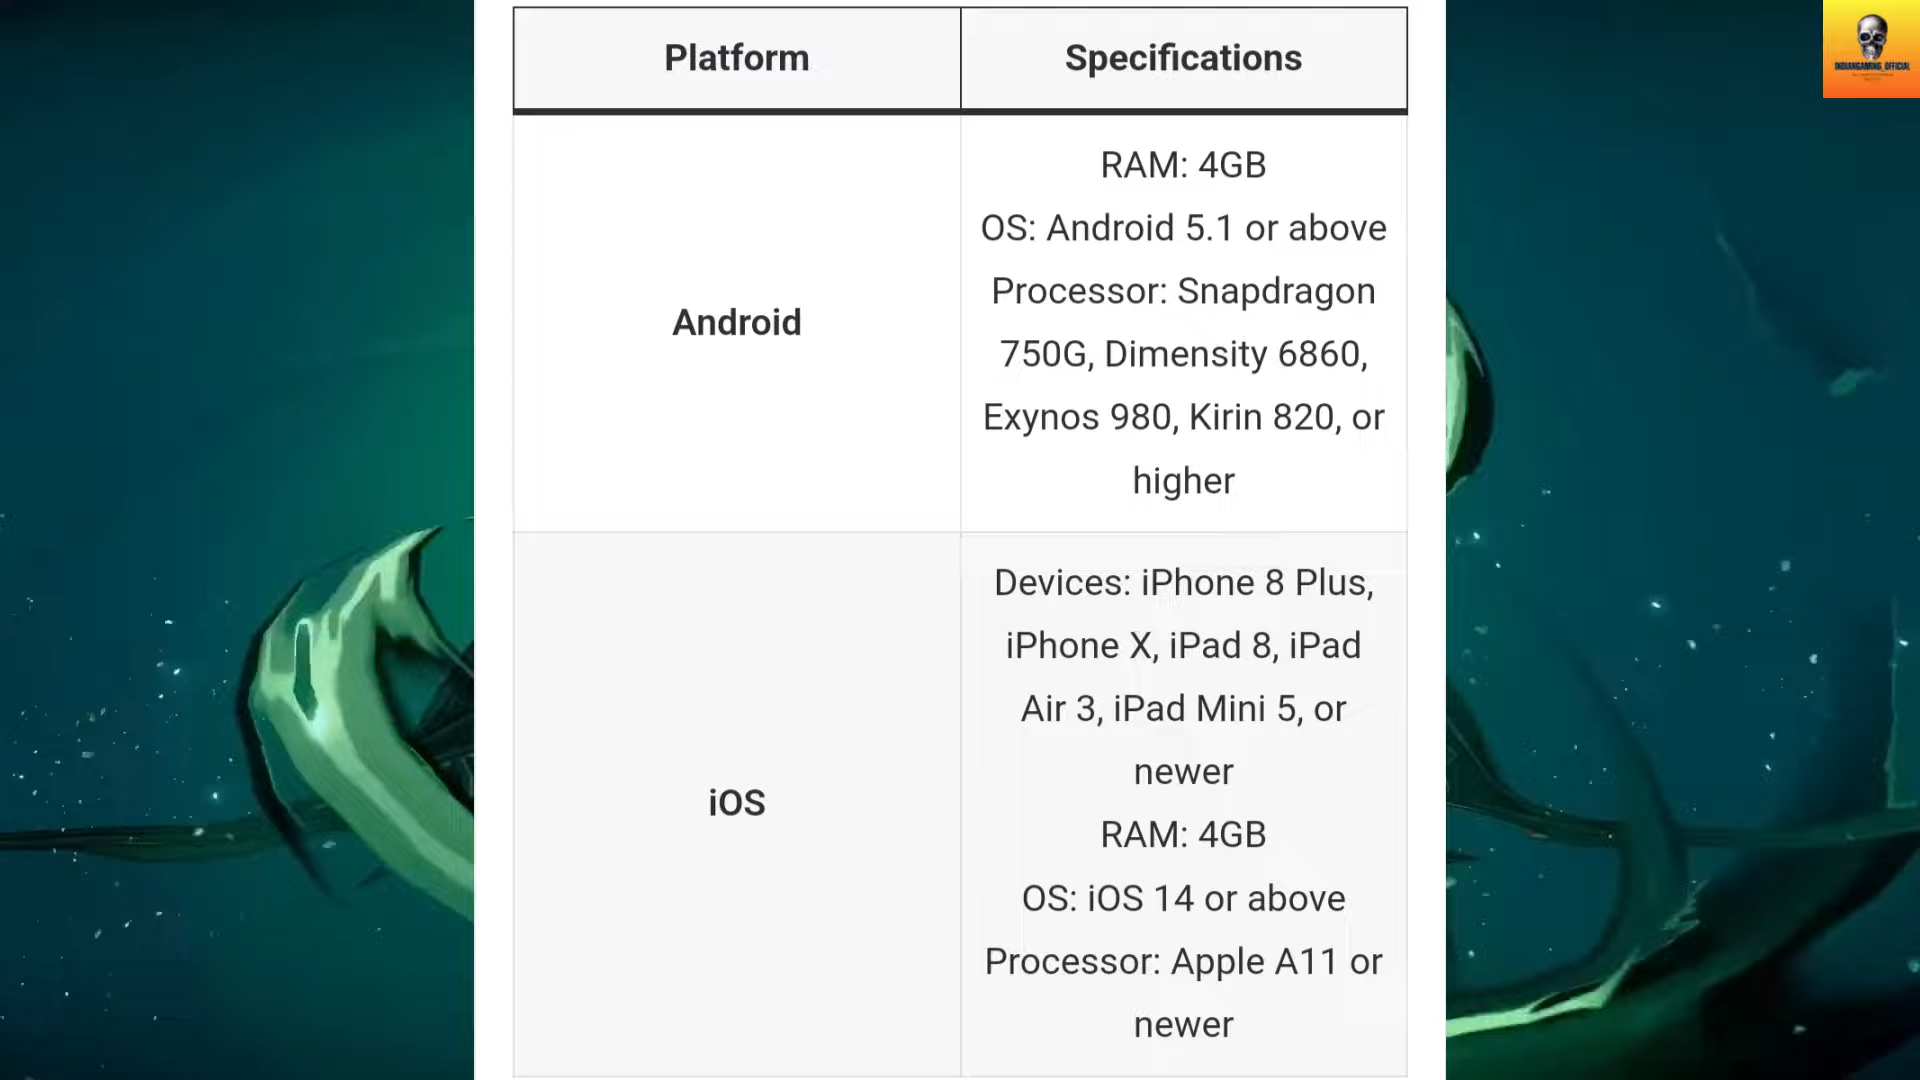 Platform
Specifications
Android
RAM: 4GB
OS: Android 5.1 or above
Processor: Snapdragon
750G, Dimensity 6860,
Exynos 980, Kirin 820, or
higher
iOS
Devices: iPhone 8 Plus,
iPhone X, iPad 8, iPad
Air 3, iPad Mini 5, or
newer
RAM: 4GB
OS: iOS 14 or above
Processor: Apple A11 or
newer
INDIANGAMING_OFFICIAL